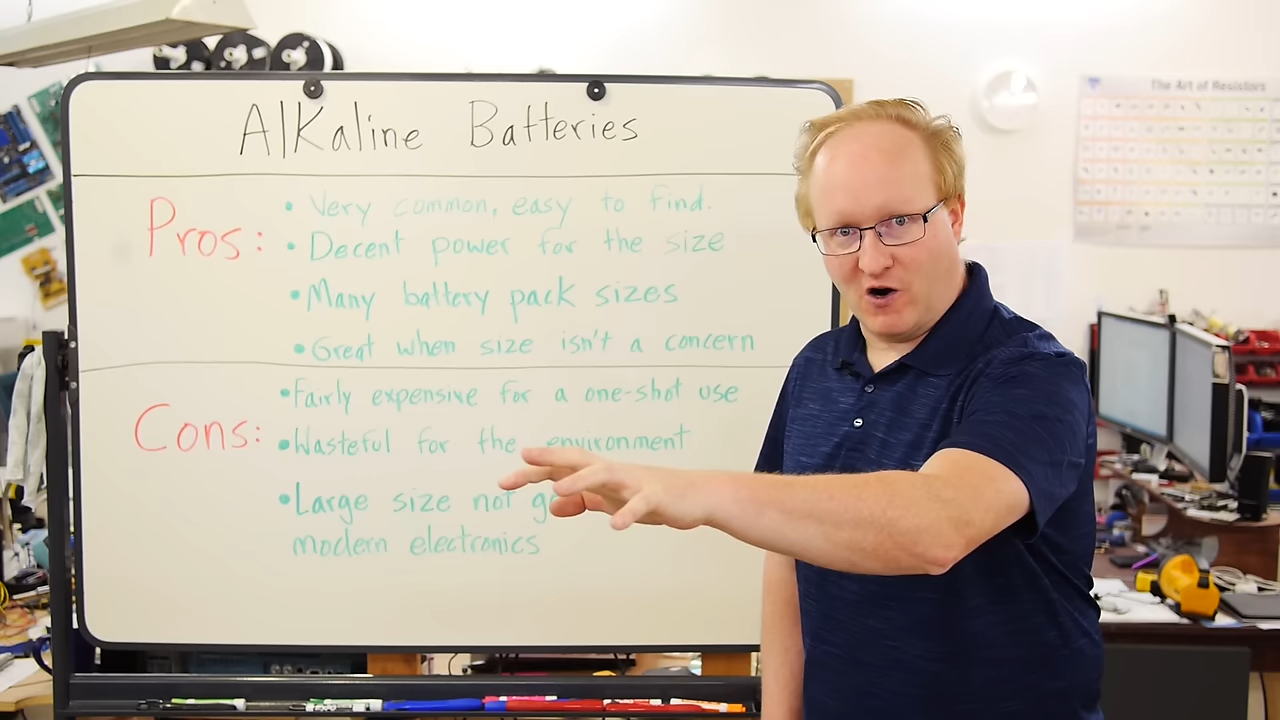 Alkaline Batteries
Pros:
• Very common, easy to find.
• Decent power for the size
• Many battery pack sizes
• Great when size isn't a concern
Cons:
• Fairly expensive for a one-shot use
• Wasteful for the environment
• Large size not
modern electronics
The Art of Resistors